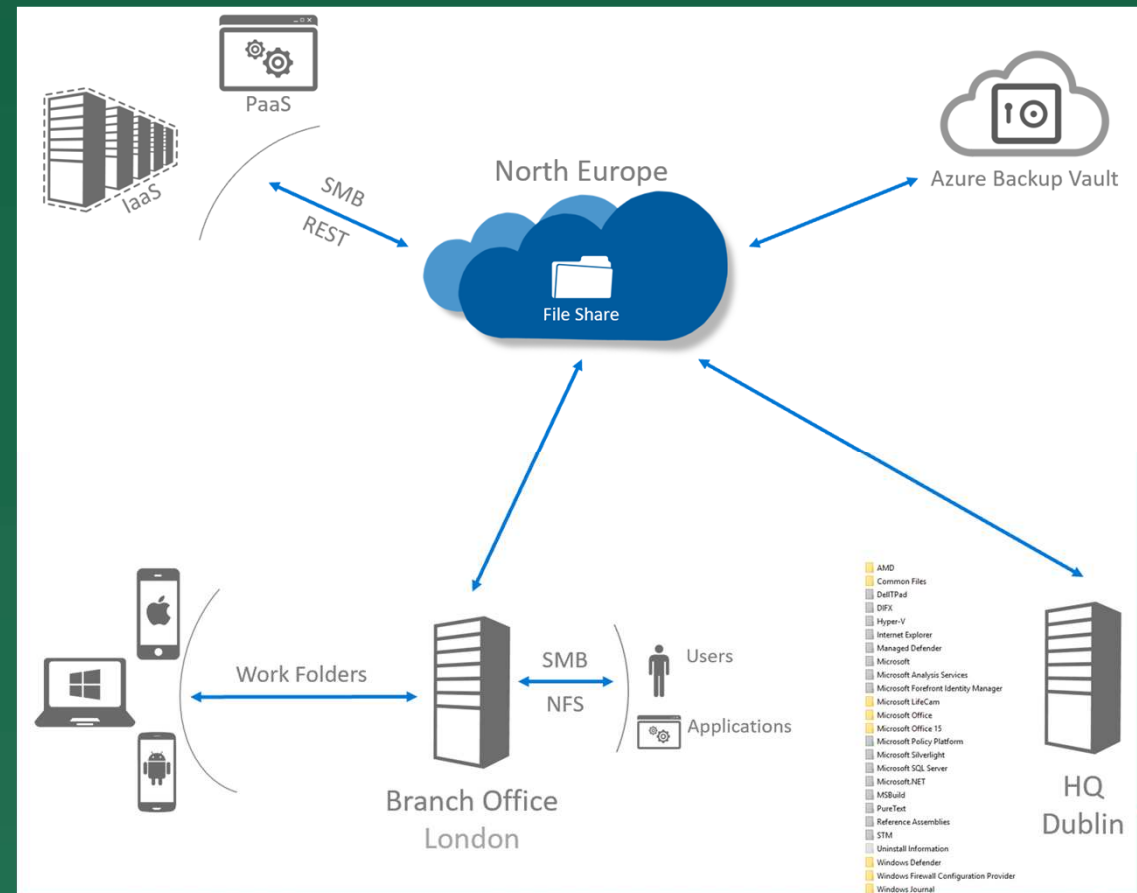 PaaS
IaaS
SMB
REST
North Europe
File Share
Azure Backup Vault
Work Folders
SMB
NFS
Users
Applications
Branch Office
London
AMD
Common Files
DellTPad
DIFX
Hyper-V
Internet Explorer
Managed Defender
Microsoft
Microsoft Analysis Services
Microsoft Forefront Identity Manager
Microsoft LifeCam
Microsoft Office
Microsoft Office 15
Microsoft Policy Platform
Microsoft Silverlight
Microsoft SQL Server
Microsoft.NET
MSBuild
PureText
Reference Assemblies
STM
Uninstall Information
Windows Defender
Windows Firewall Configuration Provider
Windows Journal
HQ
Dublin